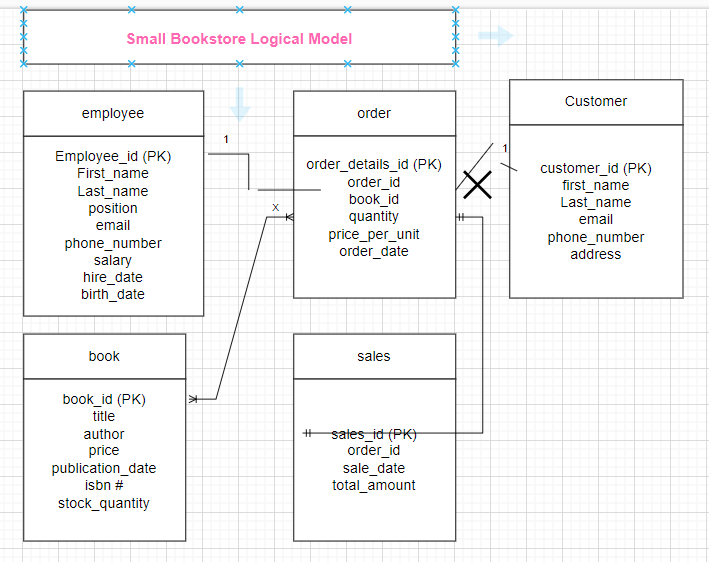 Small Bookstore Logical Model
employee
Employee_id (PK)
First_name
Last_name
position
email
phone_number
salary
hire_date
birth_date
1
order
order_details_id (PK)
order_id
book_id
quantity
price_per_unit
order_date
X
Customer
1
customer_id (PK)
first_name
Last_name
email
phone_number
address
book
book_id (PK)
title
author
price
publication_date
isbn #
stock_quantity
sales
sales_id (PK)
order_id
sale_date
total_amount